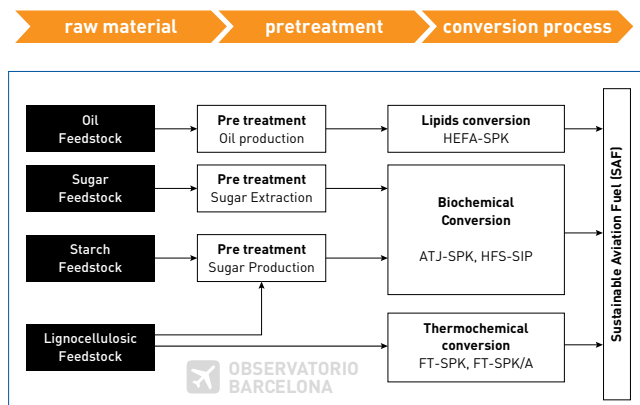 raw material
pretreatment
conversion process
Oil
Feedstock
Pre treatment
Oil production
Lipids conversion
HEFA-SPK
Sugar
Feedstock
Pre treatment
Sugar Extraction
Biochemical
Conversion
ATJ-SPK, HFS-SIP
Starch
Feedstock
Pre treatment
Sugar Production
Lignocellulosic
Feedstock
Thermochemical
conversion
FT-SPK, FT-SPK/A
Sustainable Aviation Fuel (SAF)
OBSERVATORIO
BARCELONA